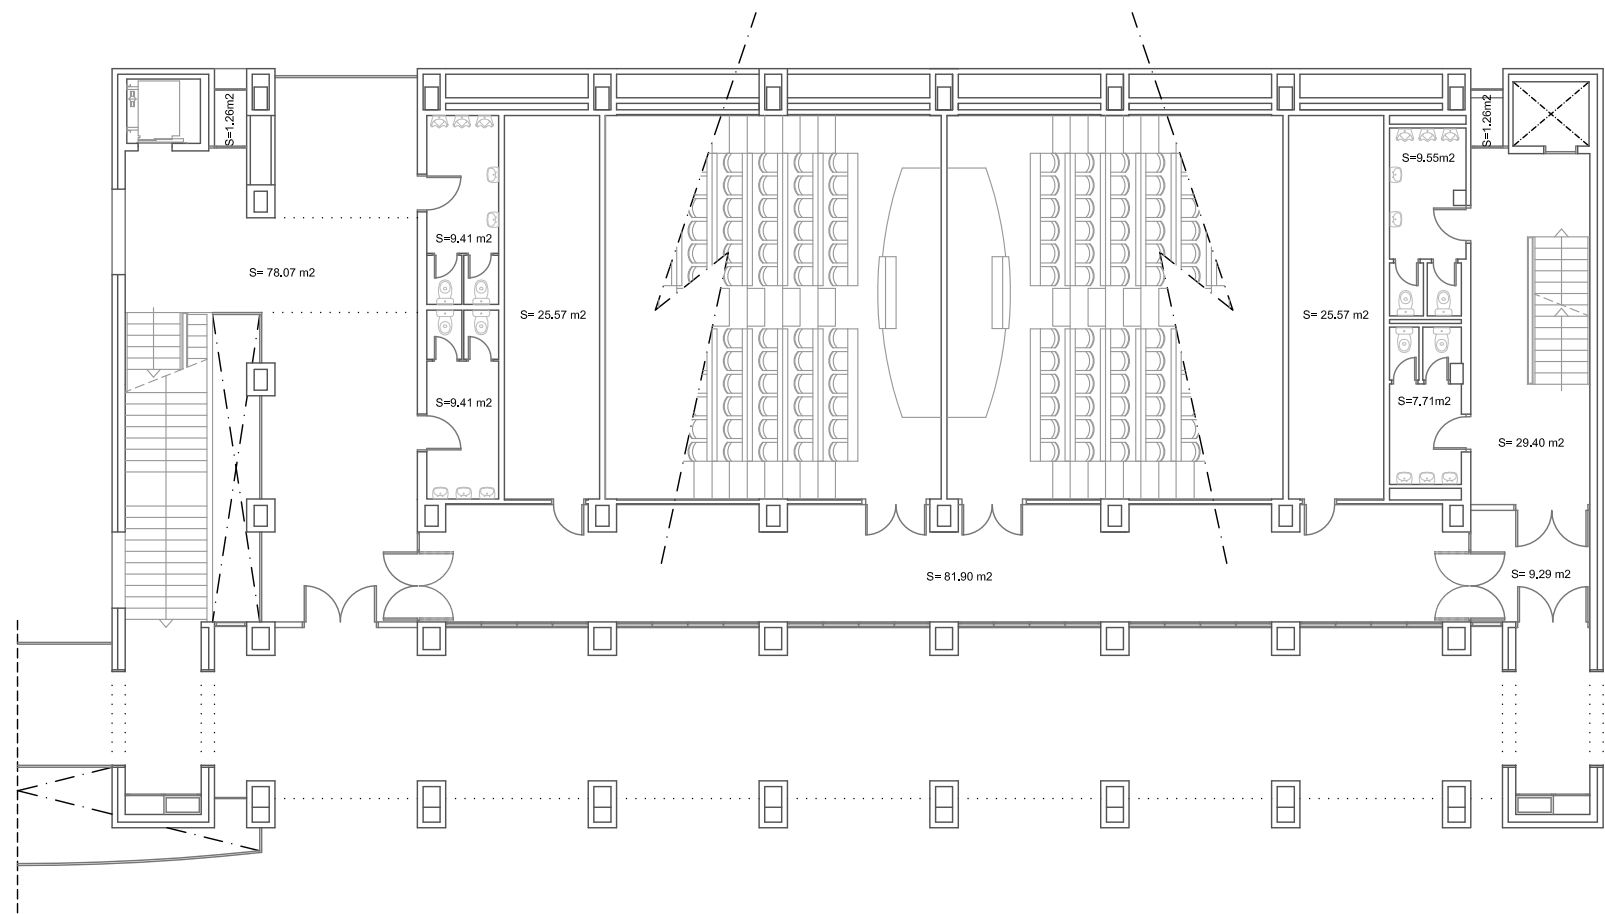 S=1.26m2
S=1.26m2
S=9.55m2
S=9.41 m2
S= 78.07 m2
S= 25.57 m2
S= 25.57 m2
S=9.41 m2
S=7.71m2
S= 29.40 m2
S= 81.90 m2
S= 9.29 m2